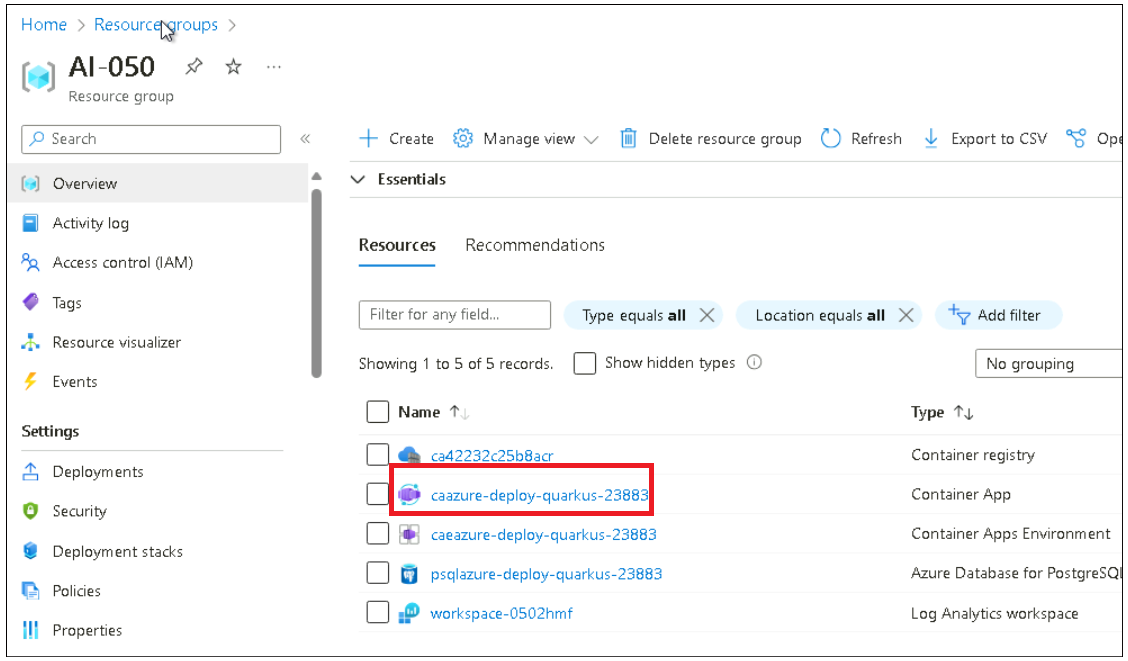 Home > Resource groups >
AI-050
Resource group
Search
«
Create Manage view Delete resource group Refresh Export to CSV Ope
Overview
Activity log
Access control (IAM)
Tags
Resource visualizer
Events
Settings
Deployments
Security
Deployment stacks
Policies
Properties
Essentials
Resources Recommendations
Filter for any field... Type equals all Location equals all Add filter
Showing 1 to 5 of 5 records. Show hidden types No grouping
Name ↑↓ Type ↑↓
ca42232c25b8acr Container registry
caazure-deploy-quarkus-23883 Container App
caeazure-deploy-quarkus-23883 Container Apps Environment
psqlazure-deploy-quarkus-23883 Azure Database for PostgreSQL
workspace-0502hmf Log Analytics workspace